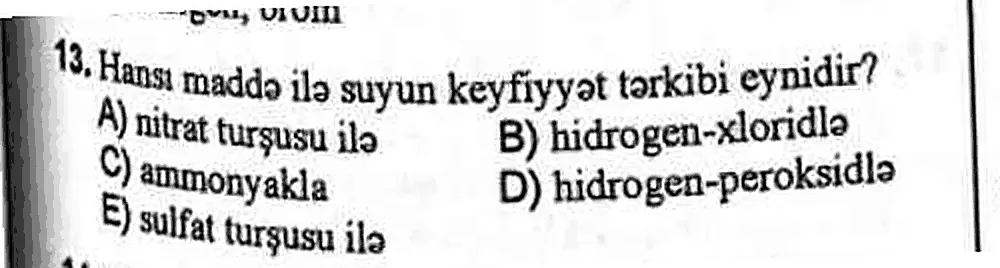 13. Hansı maddə ilə suyun keyfiyyət tərkibi eynidir?
A) nitrat turşusu ilə
B) hidrogen-xloridlə
C) ammonyakla
D) hidrogen-peroksidlə
E) sulfat turşusu ilə